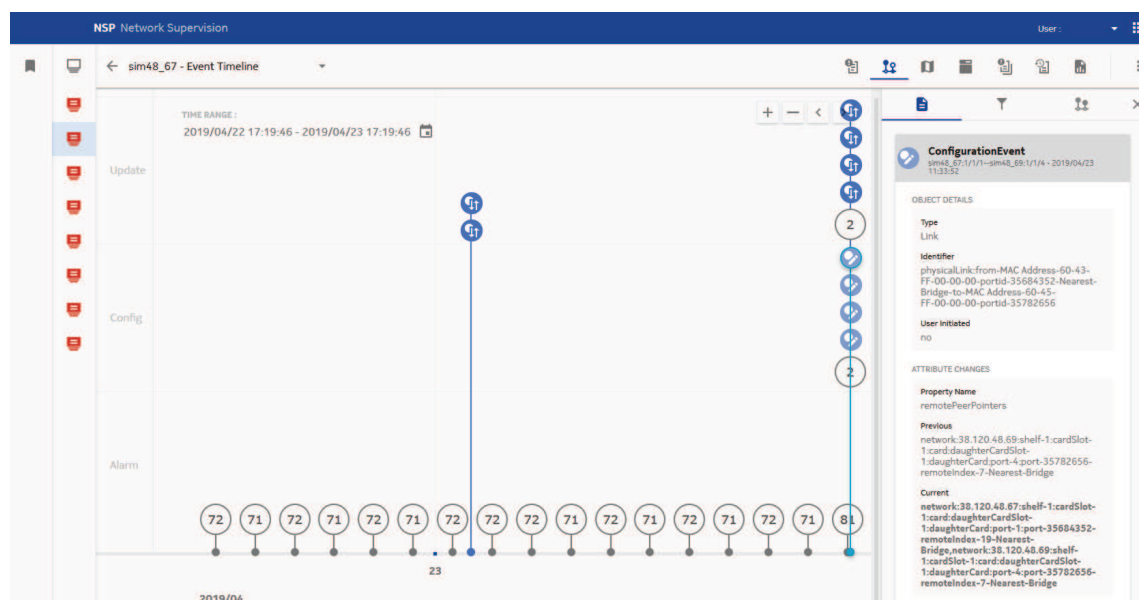 NSP Network Supervision
User :
sim48_67 - Event Timeline
TIME RANGE :
2019/04/22 17:19:46 - 2019/04/23 17:19:46
Update
2
Config
2
Alarm
72 71 72 71 72 71 72 72 72 71 72 71 72 71 72 71 81
23
2019/04
ConfigurationEvent
sim48_67:1/1/1--sim48_69:1/1/4 - 2019/04/23
11:33:52
OBJECT DETAILS
Type
Link
Identifier
physicalLink:from-MAC Address-60-43-
FF-00-00-00-portid-35684352-Nearest-
Bridge-to-MAC Address-60-45-
FF-00-00-00-portid-35782656
User Initiated
no
ATTRIBUTE CHANGES
Property Name
remotePeerPointers
Previous
network:38.120.48.69:shelf-1:cardSlot-
1:card:daughterCardSlot-
1:daughterCard:port-4:port-35782656-
remoteIndex-7-Nearest-Bridge
Current
network:38.120.48.67:shelf-1:cardSlot-
1:card:daughterCardSlot-
1:daughterCard:port-1:port-35684352-
remoteIndex-19-Nearest-
Bridge,network:38.120.48.69:shelf-
1:cardSlot-1:card:daughterCardSlot-
1:daughterCard:port-4:port-35782656-
remoteIndex-7-Nearest-Bridge